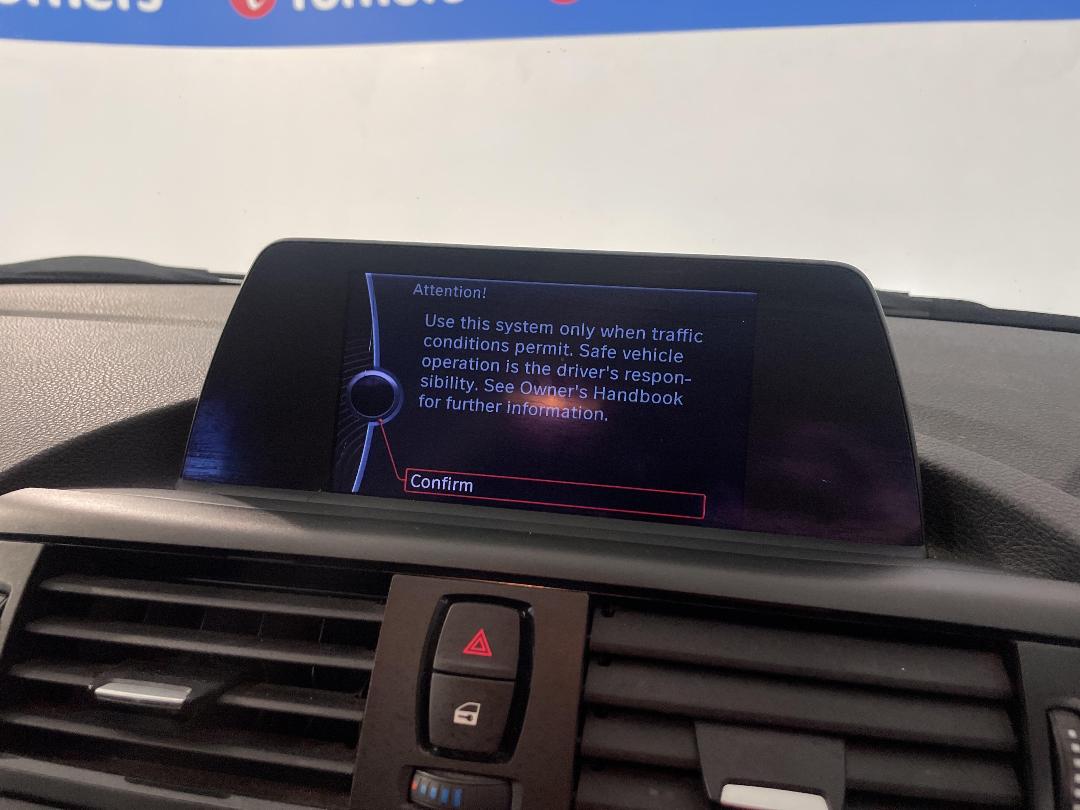 Attention!
Use this system only when traffic
conditions permit. Safe vehicle
operation is the driver's respon-
sibility. See Owner's Handbook
for further information.
Confirm